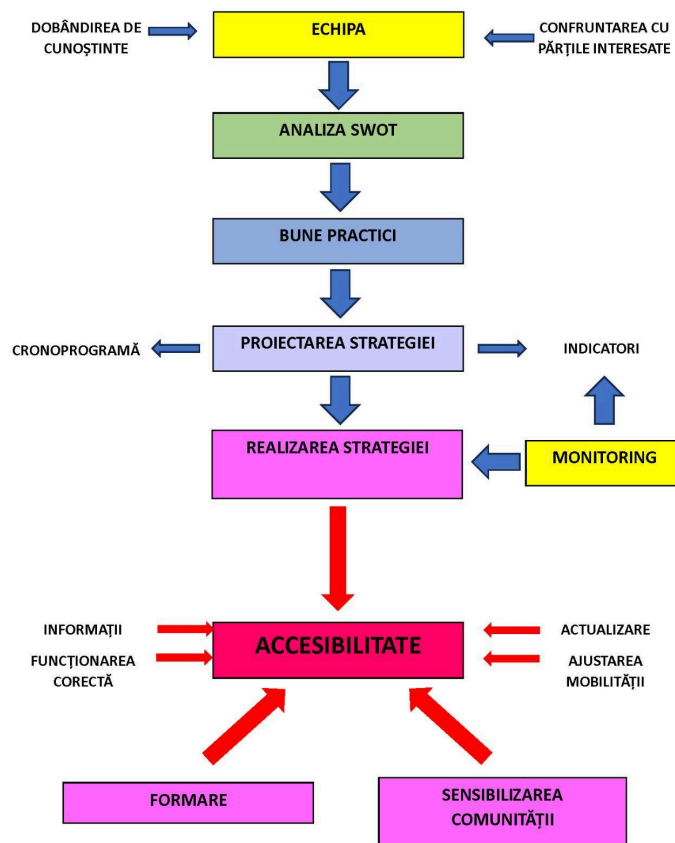 DOBÂNDIREA DE
CUNOȘTINTE
ECHIPA
CONFRUNTAREA CU
PĂRȚILE INTERESATE
ANALIZA SWOT
BUNE PRACTICI
CRONOPROGRAMĂ
PROIECTAREA STRATEGIEI
INDICATORI
REALIZAREA STRATEGIEI
MONITORING
INFORMAȚII
FUNCȚIONAREA
CORECTĂ
ACCESIBILITATE
ACTUALIZARE
AJUSTAREA
MOBILITĂȚII
FORMARE
SENSIBILIZAREA
COMUNITĂȚII